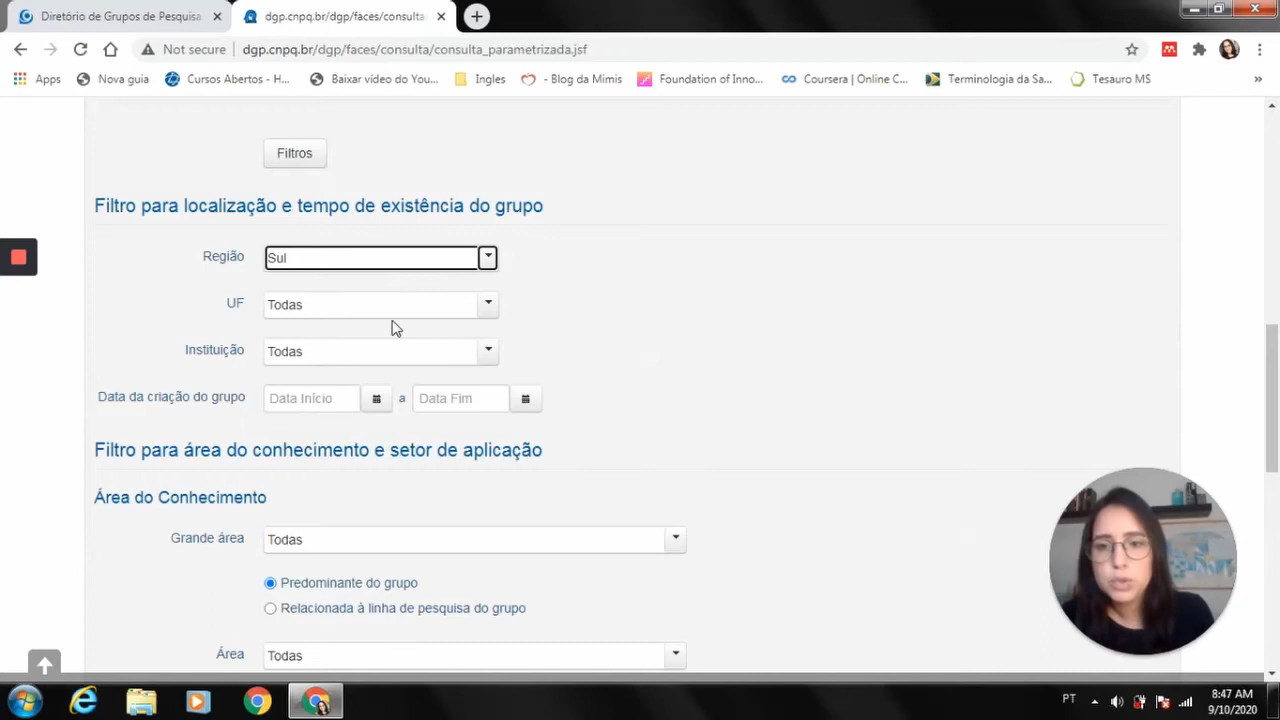 Diretório de Grupos de Pesquisa
dgp.cnpq.br/dgp/faces/consulta
Not secure dgp.cnpq.br/dgp/faces/consulta/consulta_parametrizada.jsf
Apps Nova guia Cursos Abertos - H... Baixar vídeo do You... Ingles - Blog da Mimis Foundation of Inno... Coursera | Online C... Terminologia da Sa... Tesauro MS »
Filtros
Filtro para localização e tempo de existência do grupo
Região Sul
UF Todas
Instituição Todas
Data da criação do grupo Data Início a Data Fim
Filtro para área do conhecimento e setor de aplicação
Área do Conhecimento
Grande área Todas
Predominante do grupo
Relacionada à linha de pesquisa do grupo
Área Todas
PT 8:47 AM
9/10/2020